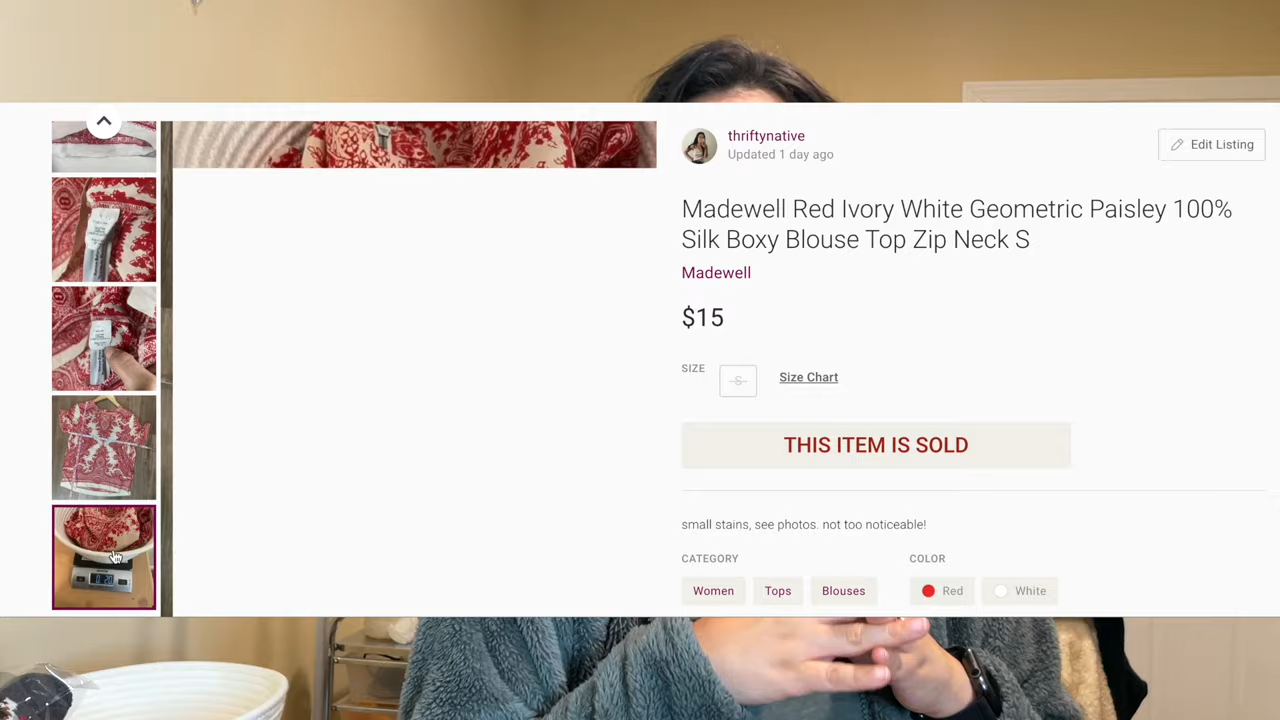 thriftynative
Updated 1 day ago
Edit Listing
Madewell Red Ivory White Geometric Paisley 100%
Silk Boxy Blouse Top Zip Neck S
Madewell
$15
SIZE
S
Size Chart
THIS ITEM IS SOLD
small stains, see photos. not too noticeable!
CATEGORY
COLOR
Women
Tops
Blouses
Red
White